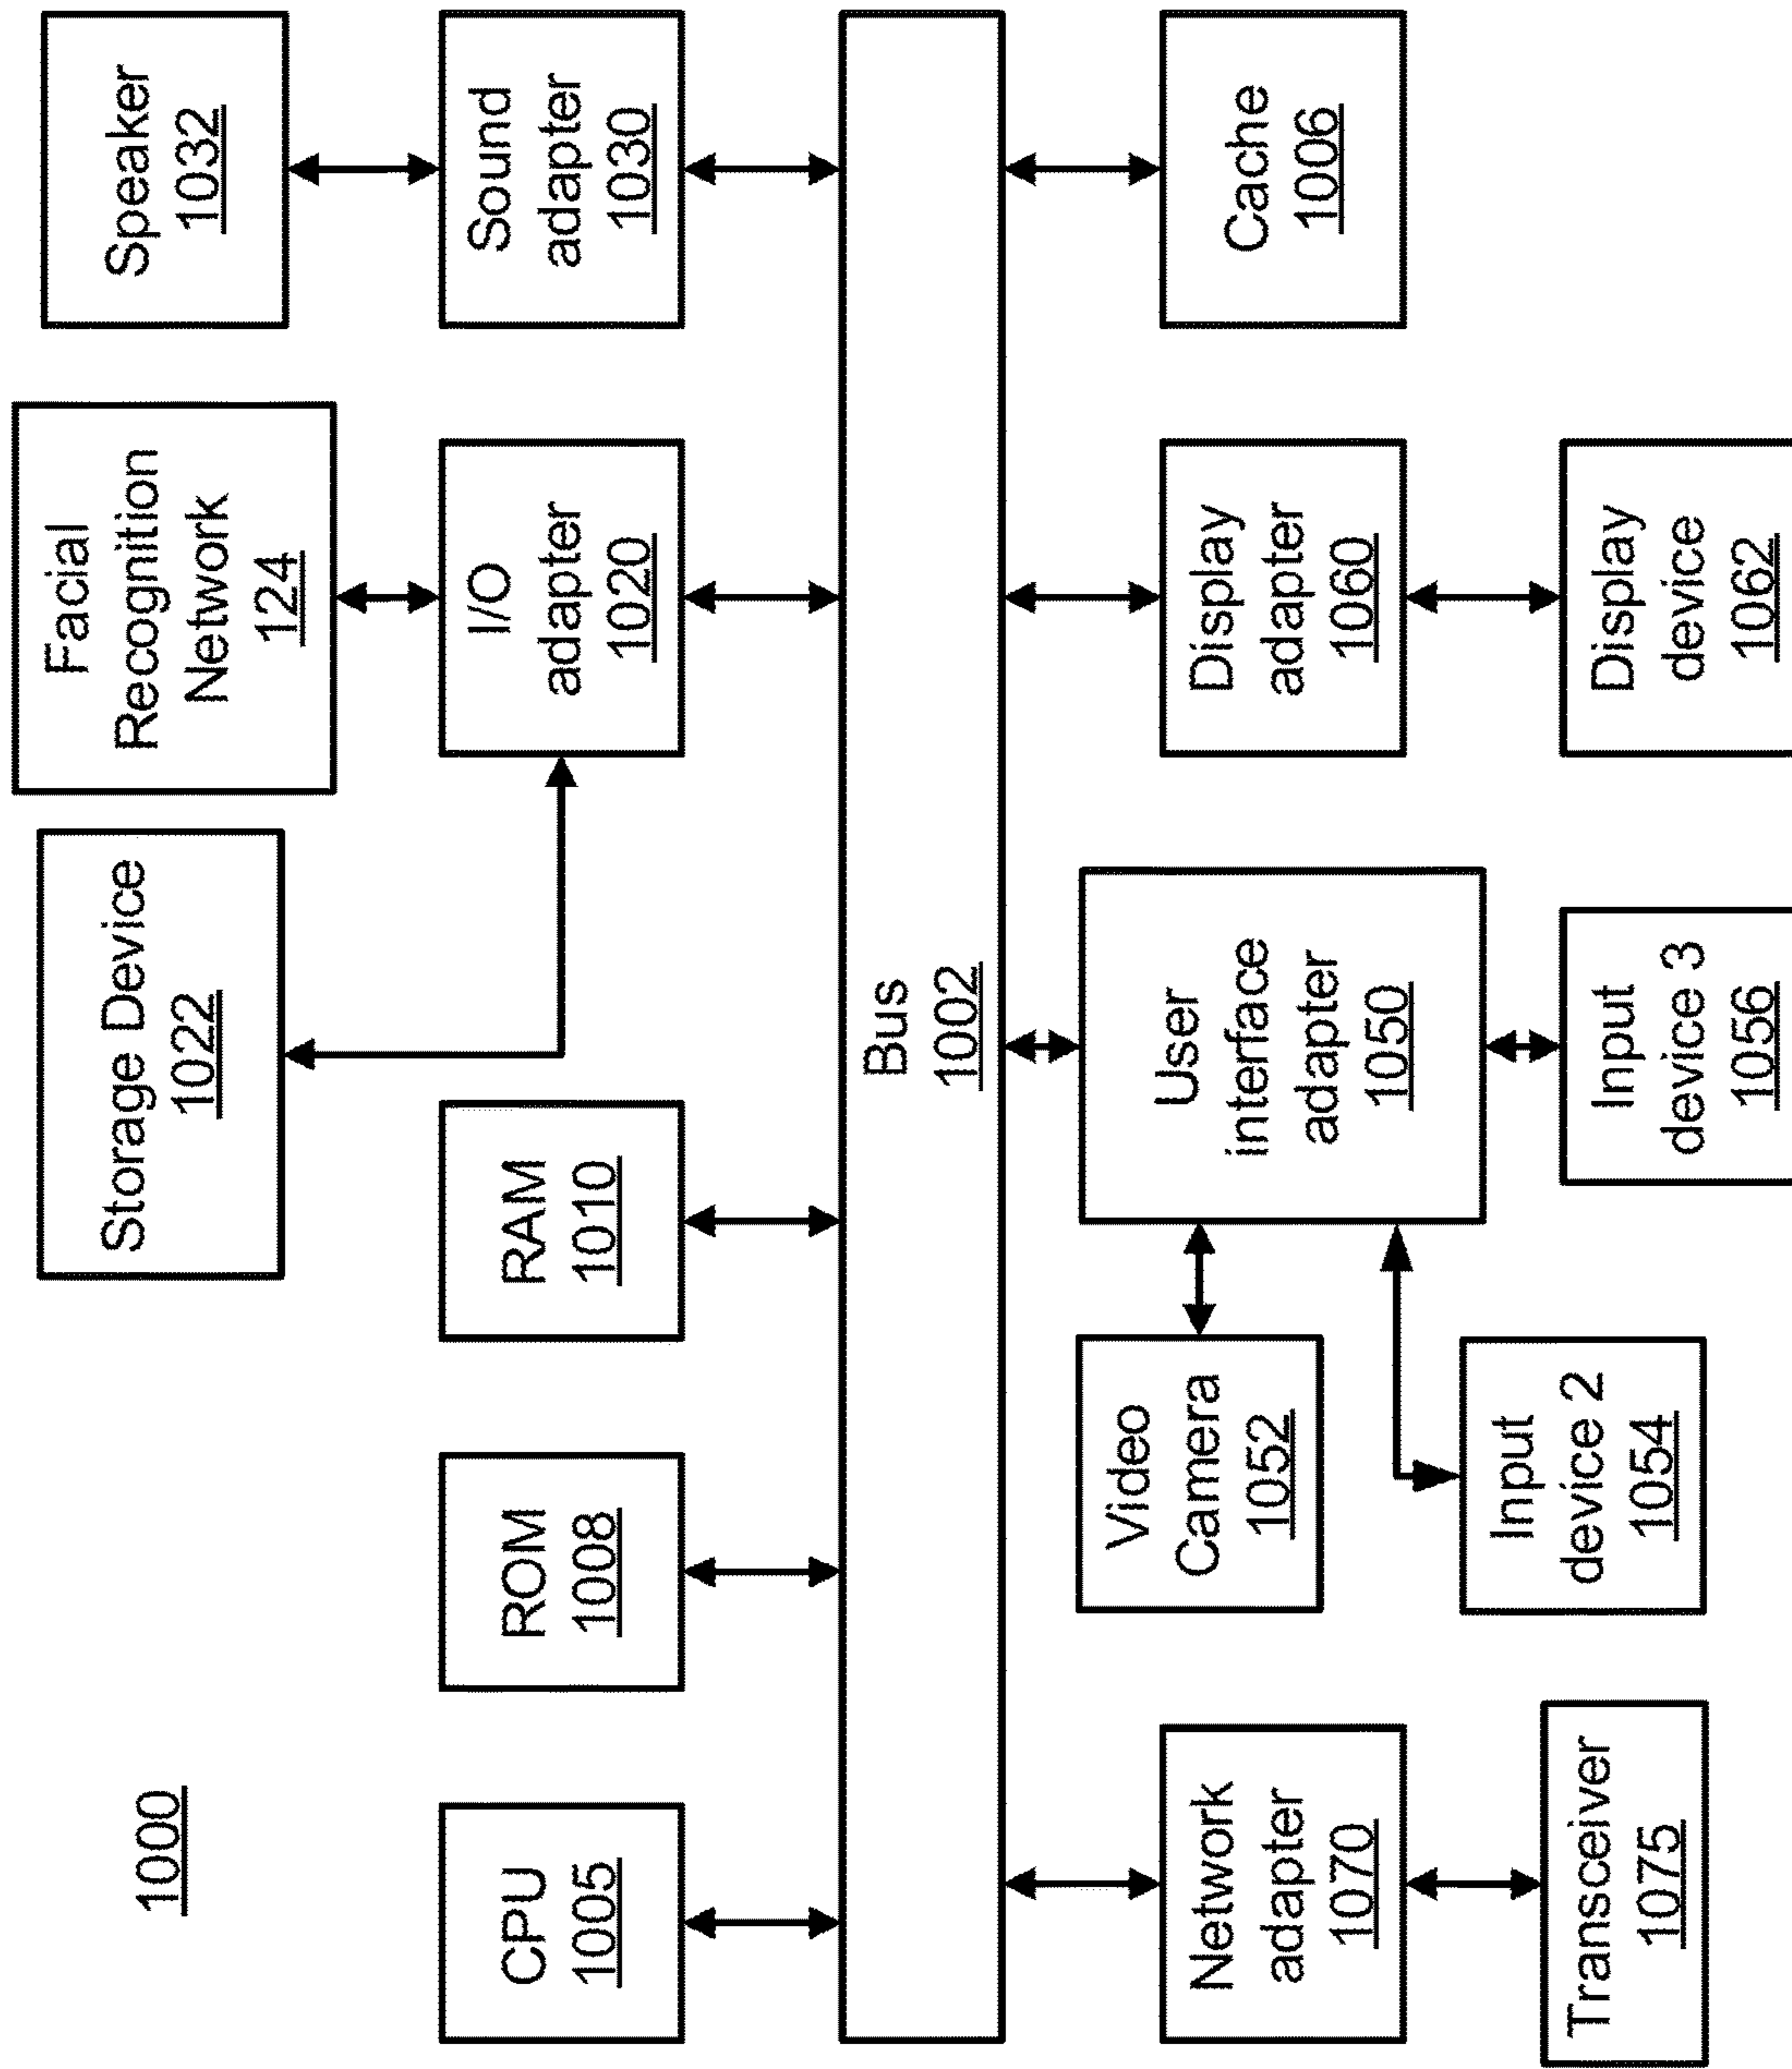 1000
Storage Device
1022
Facial
Recognition
Network
124
Speaker
1032
CPU
1005
ROM
1008
RAM
1010
I/O
adapter
1020
Sound
adapter
1030
Bus
1002
Network
adapter
1070
Video
Camera
1052
User
interface
adapter
1050
Display
adapter
1060
Cache
1006
Transceiver
1075
Input
device 2
1054
Input
device 3
1056
Display
device
1062